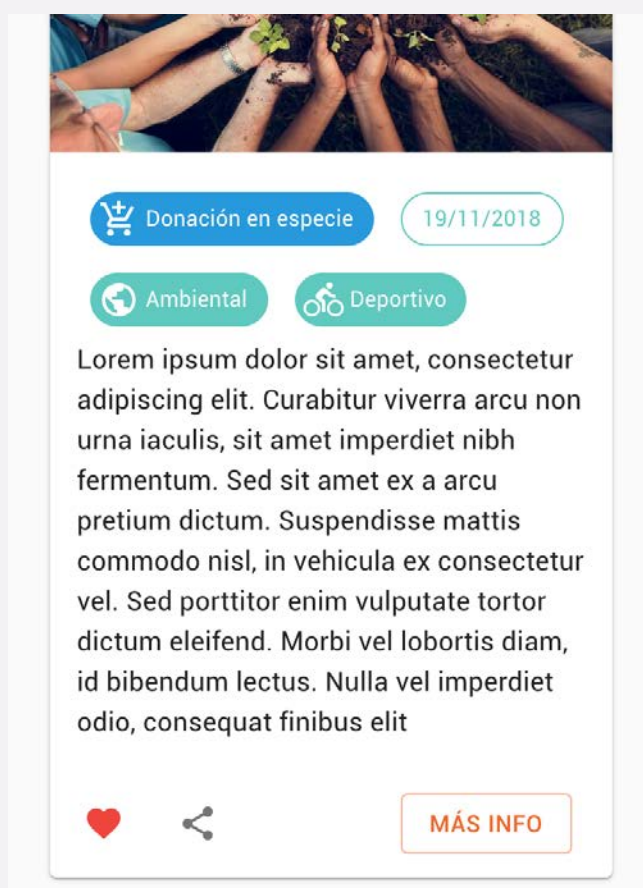 Donación en especie
19/11/2018
Ambiental
Deportivo
Lorem ipsum dolor sit amet, consectetur
adipiscing elit. Curabitur viverra arcu non
urna iaculis, sit amet imperdiet nibh
fermentum. Sed sit amet ex a arcu
pretium dictum. Suspendisse mattis
commodo nisl, in vehicula ex consectetur
vel. Sed porttitor enim vulputate tortor
dictum eleifend. Morbi vel lobortis diam,
id bibendum lectus. Nulla vel imperdiet
odio, consequat finibus elit
MÁS INFO